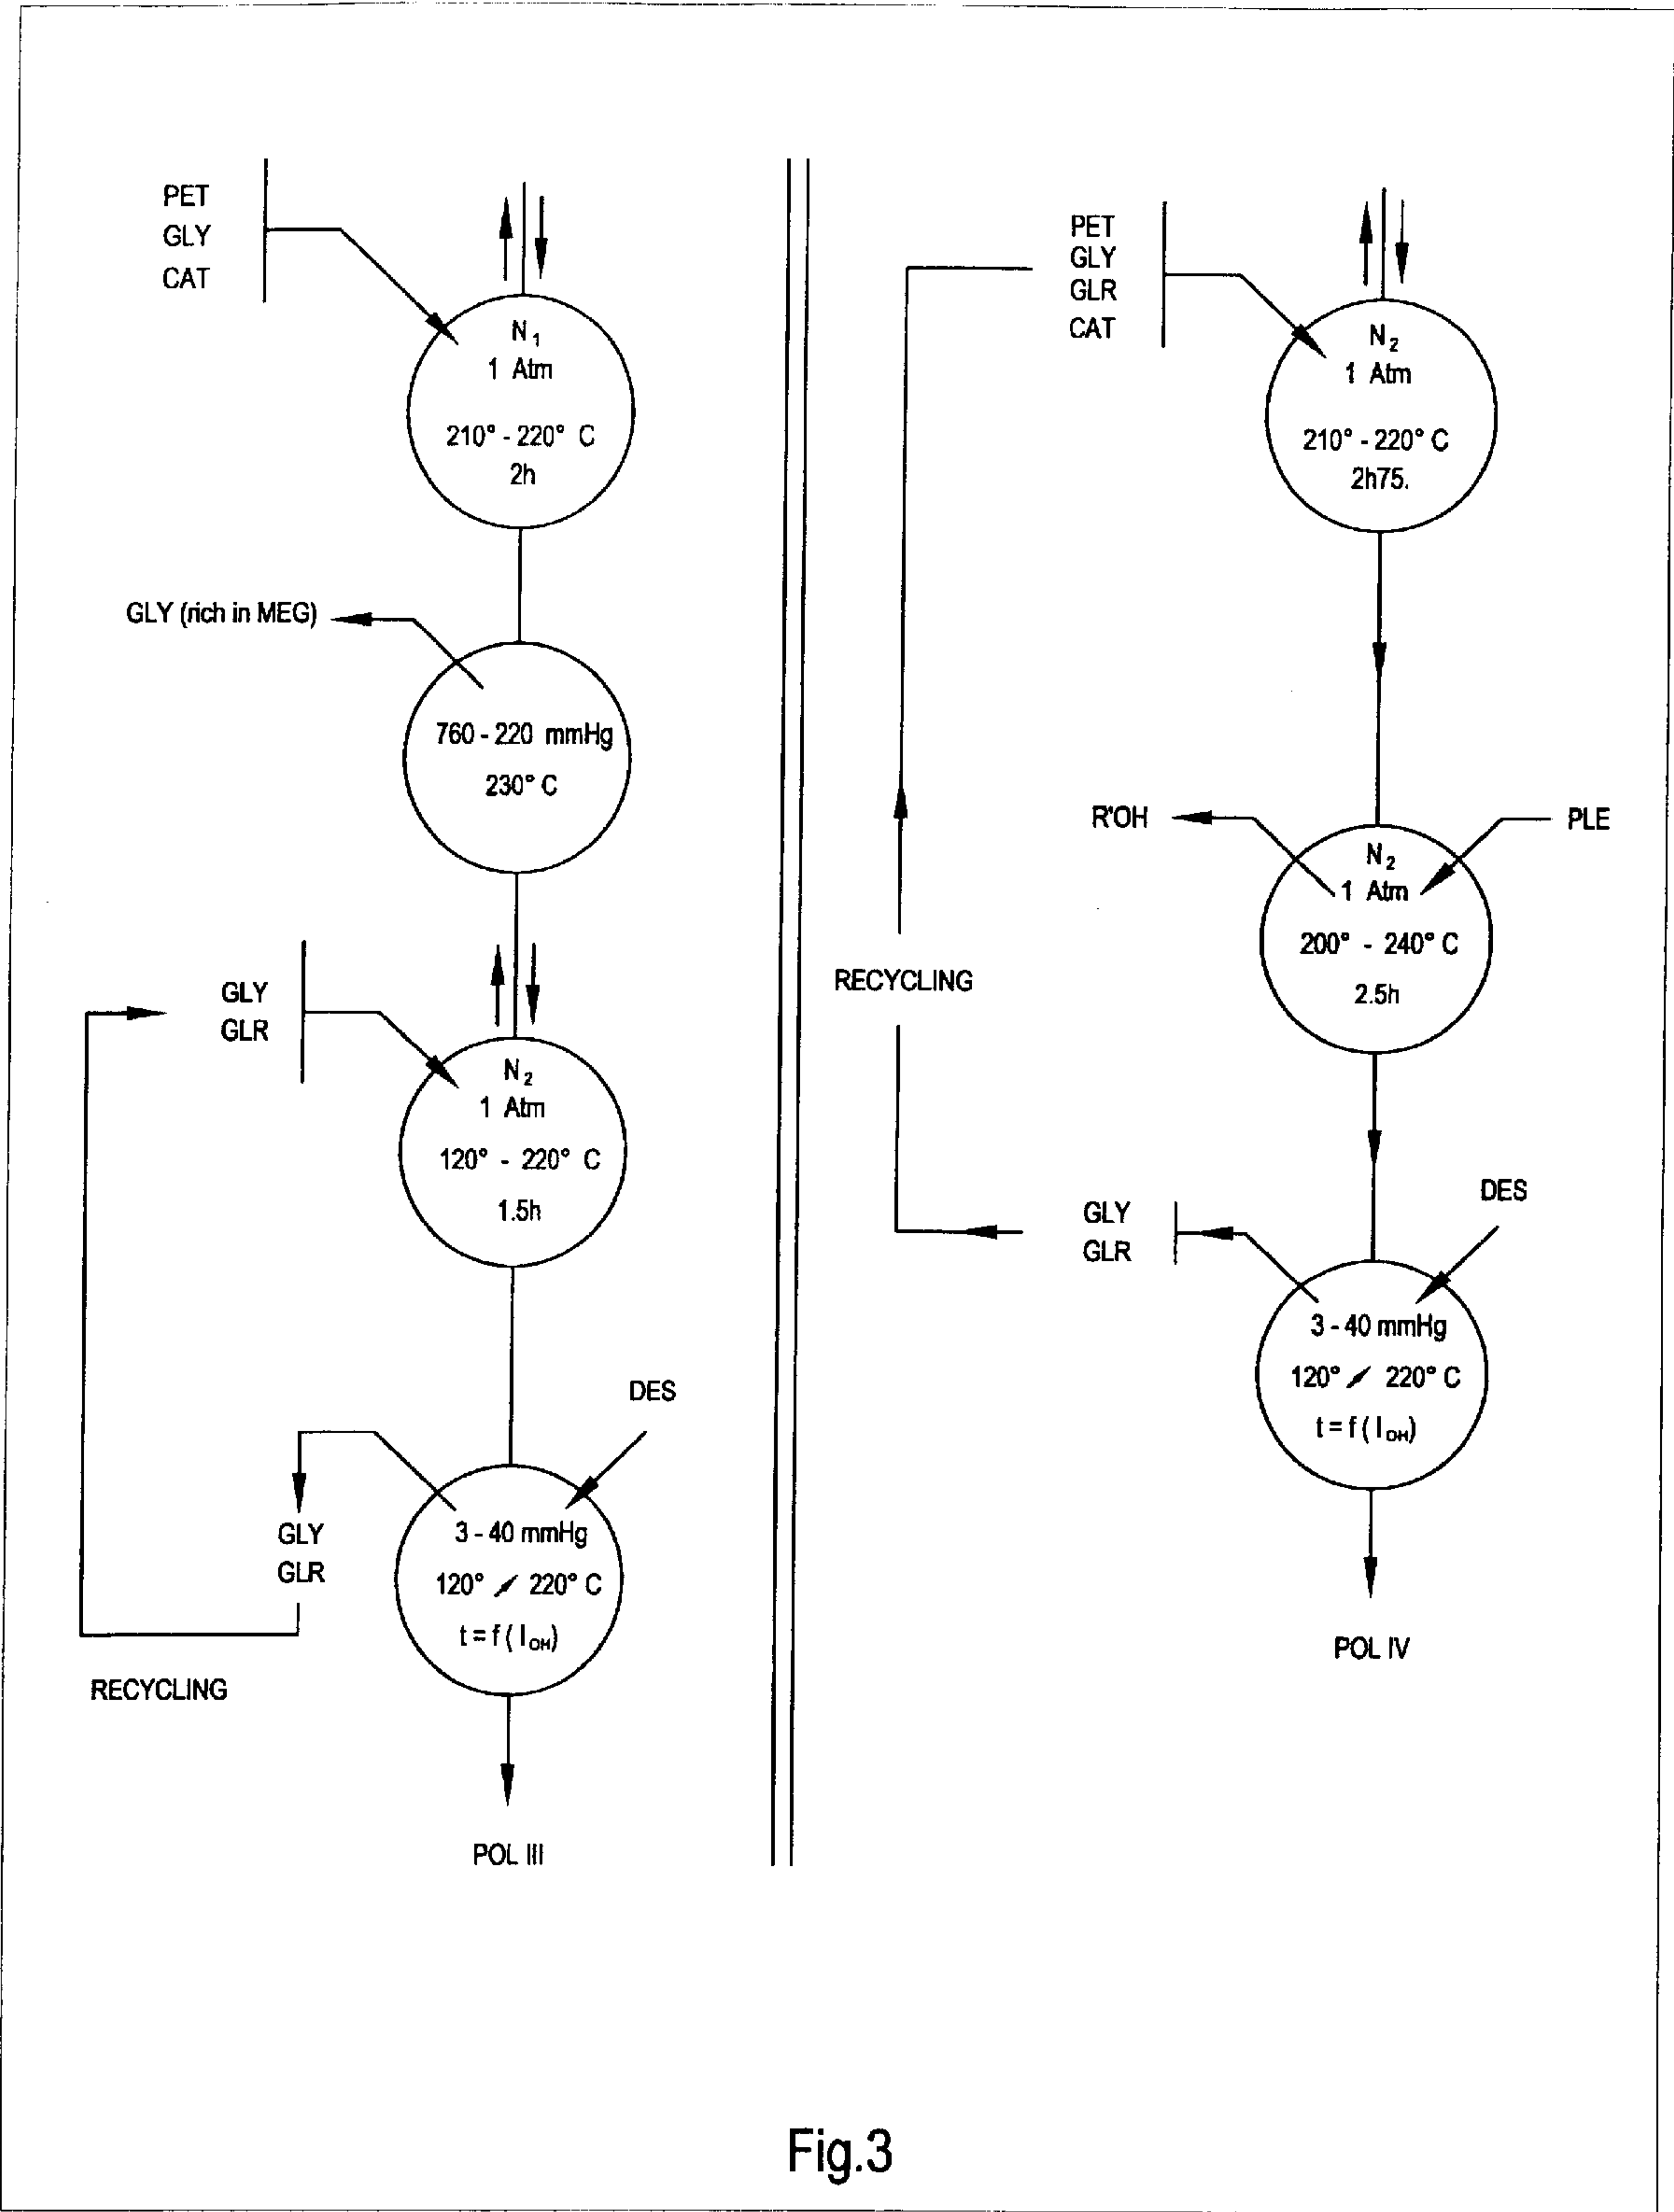 PET
GLY
CAT
N1
1 Atm
210° - 220° C
2h
GLY (rich in MEG)
760 - 220 mmHg
230° C
GLY
GLR
N2
1 Atm
120° - 220° C
1.5h
DES
GLY
GLR
3 - 40 mmHg
120° 220° C
t = f ( I OH )
RECYCLING
POL III
PET
GLY
GLR
CAT
N2
1 Atm
210° - 220° C
2h75.
R'OH
PLE
N2
1 Atm
200° - 240° C
2.5h
RECYCLING
DES
GLY
GLR
3 - 40 mmHg
120° 220° C
t = f ( I OH )
POL IV
Fig.3